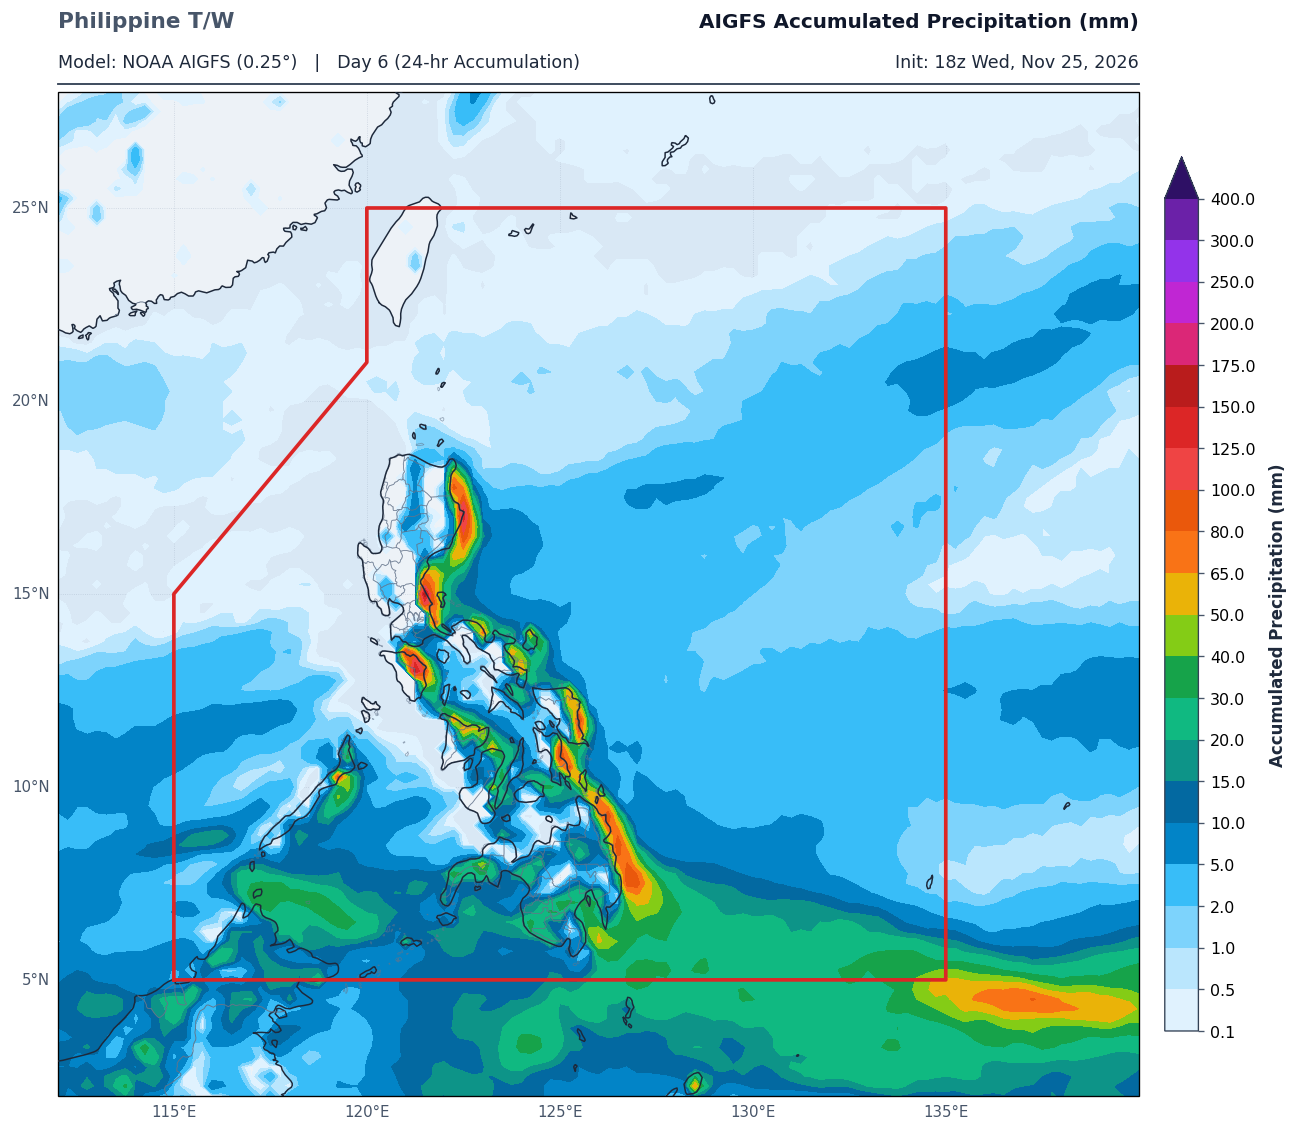 Philippine T/W
AIGFS Accumulated Precipitation (mm)
Model: NOAA AIGFS (0.25°)   |   Day 6 (24-hr Accumulation)
Init: 18z Wed, Nov 25, 2026
25°N
20°N
15°N
10°N
5°N
115°E
120°E
125°E
130°E
135°E
400.0
300.0
250.0
200.0
175.0
150.0
125.0
100.0
80.0
65.0
50.0
40.0
30.0
20.0
15.0
10.0
5.0
2.0
1.0
0.5
0.1
Accumulated Precipitation (mm)